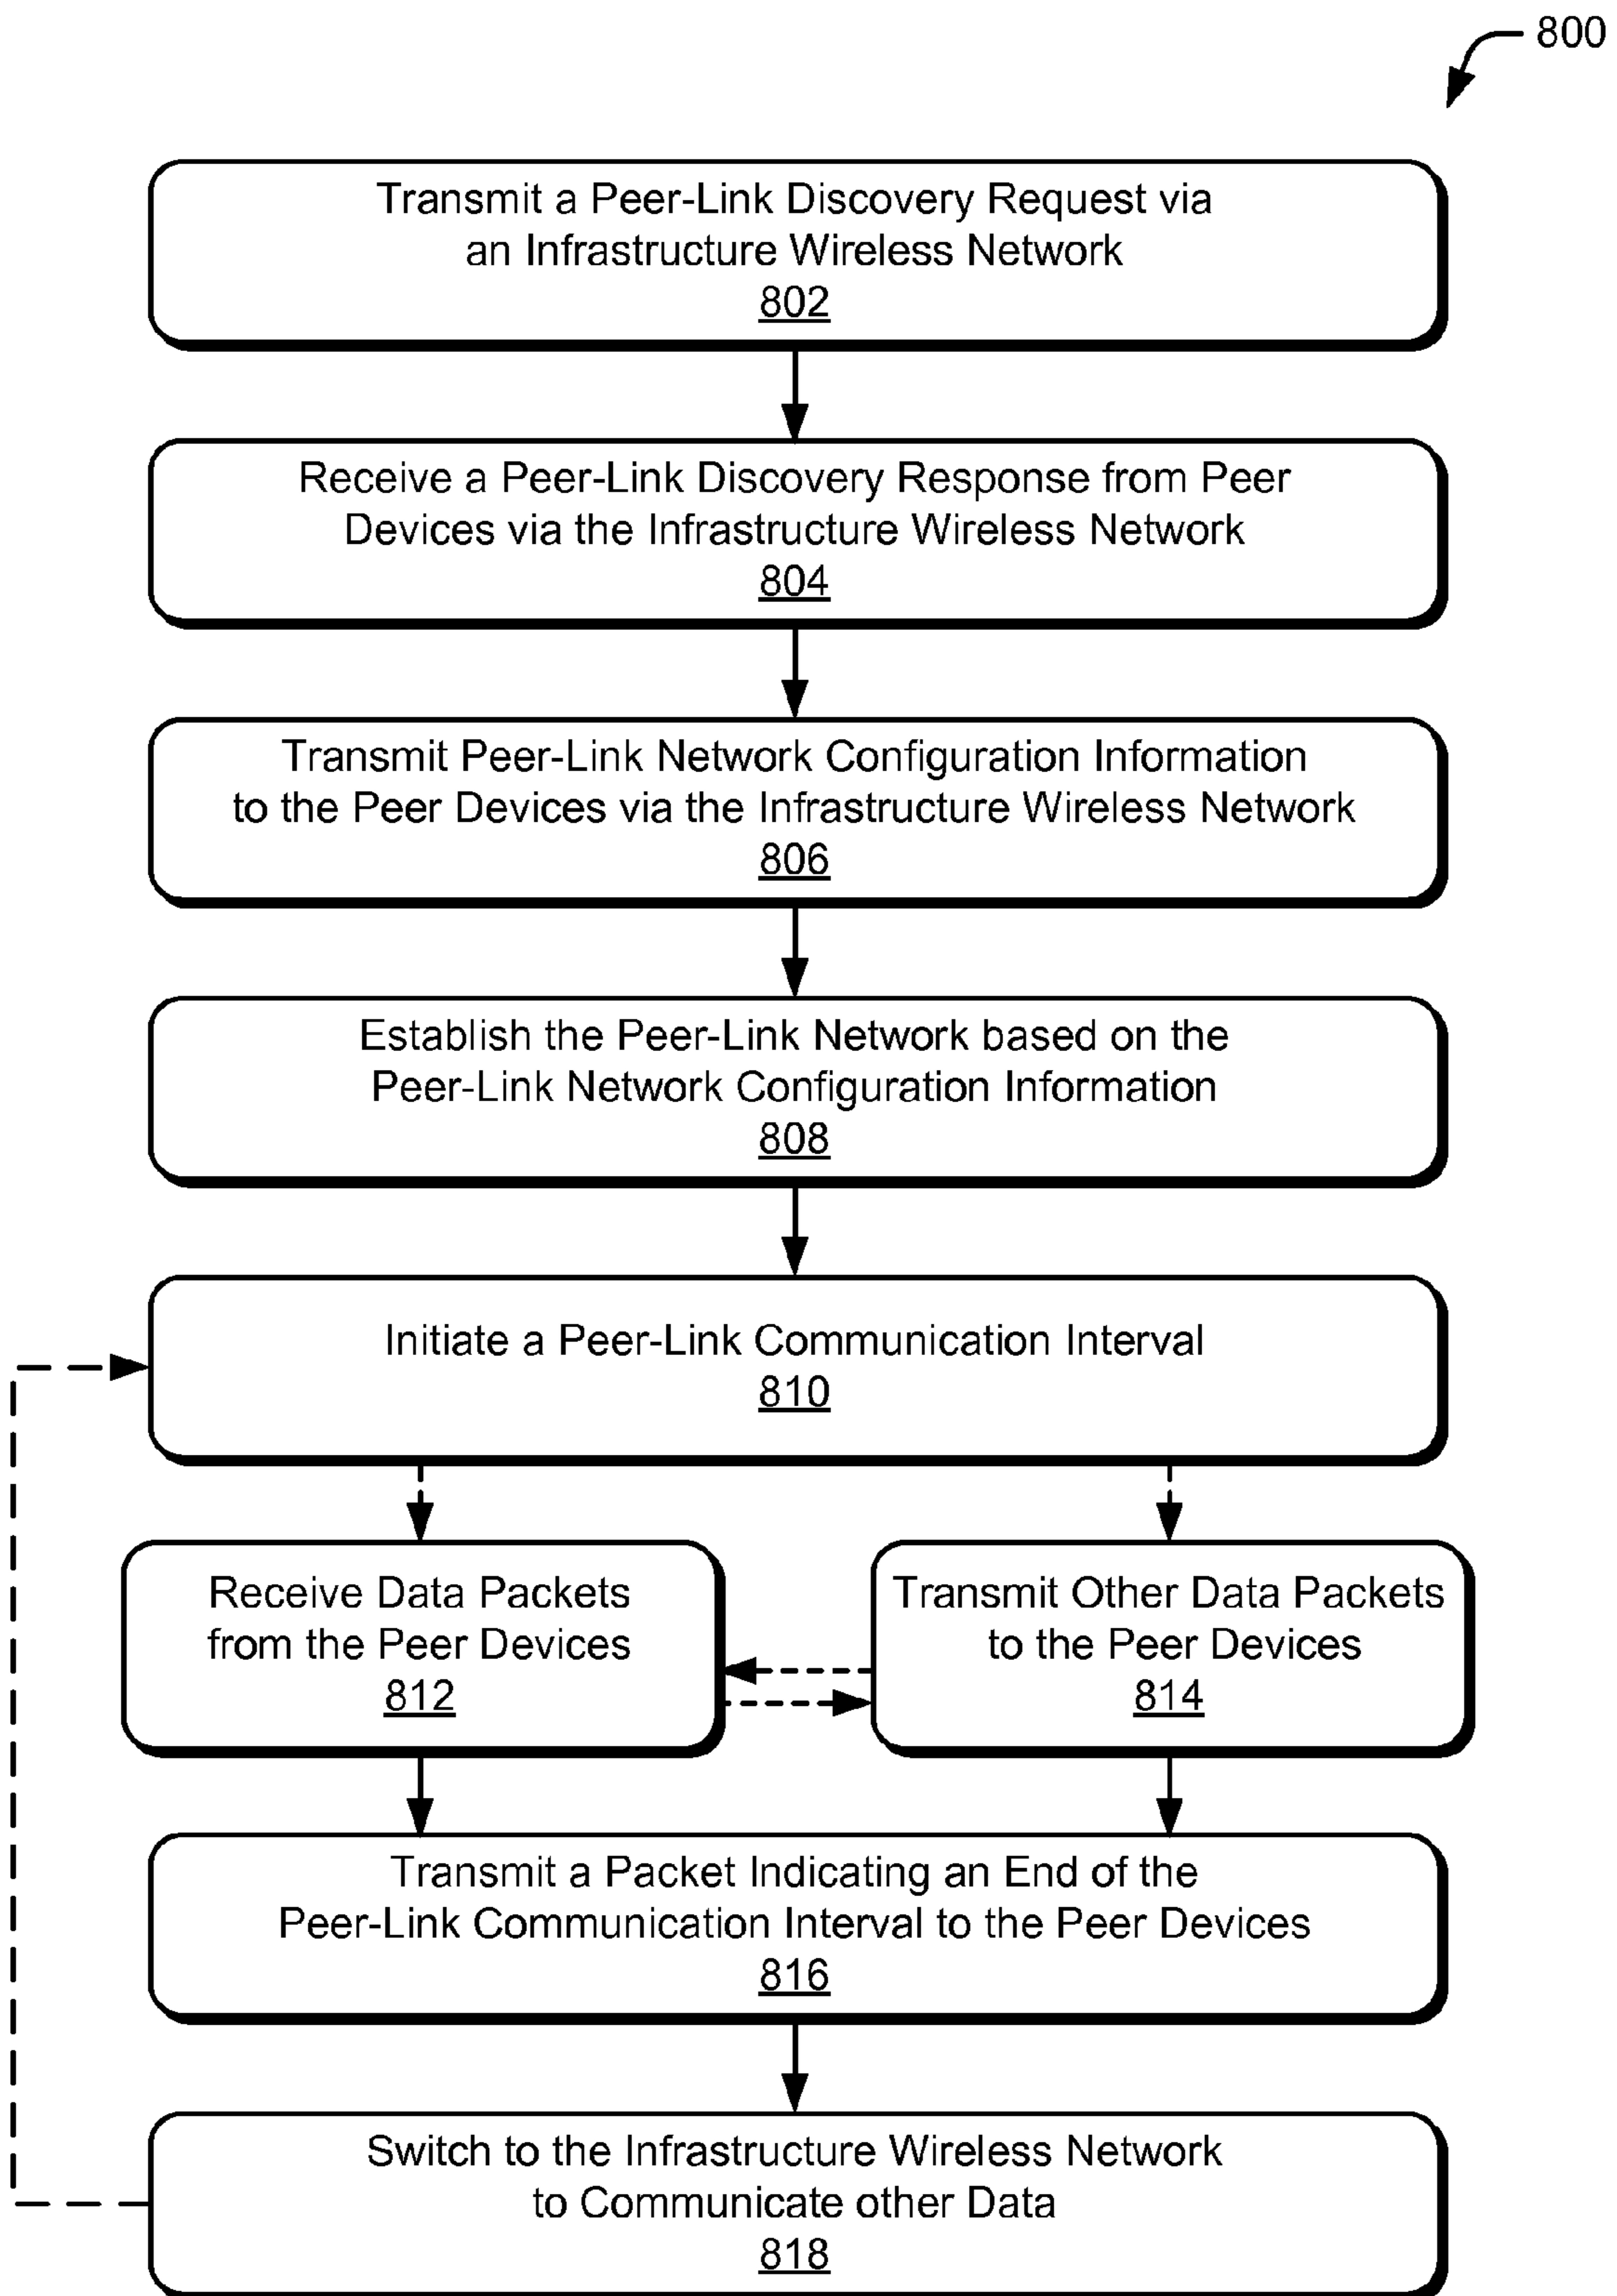 800
Transmit a Peer-Link Discovery Request via
an Infrastructure Wireless Network
802
Receive a Peer-Link Discovery Response from Peer
Devices via the Infrastructure Wireless Network
804
Transmit Peer-Link Network Configuration Information
to the Peer Devices via the Infrastructure Wireless Network
806
Establish the Peer-Link Network based on the
Peer-Link Network Configuration Information
808
Initiate a Peer-Link Communication Interval
810
Receive Data Packets
from the Peer Devices
812
Transmit Other Data Packets
to the Peer Devices
814
Transmit a Packet Indicating an End of the
Peer-Link Communication Interval to the Peer Devices
816
Switch to the Infrastructure Wireless Network
to Communicate other Data
818